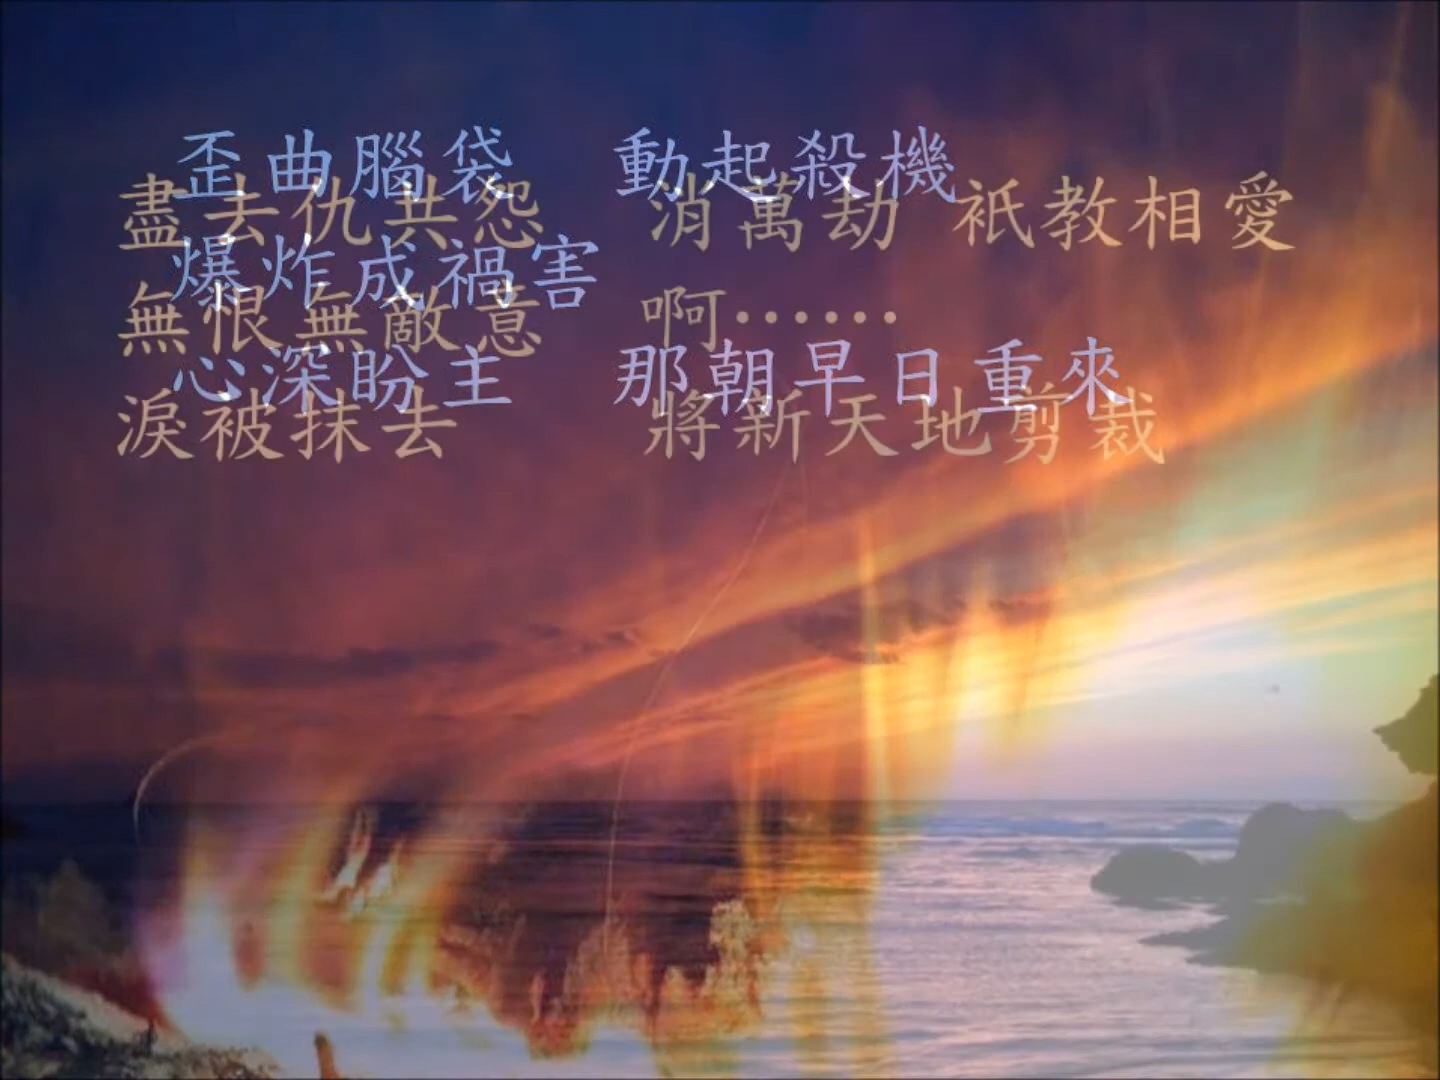 歪曲腦袋 動起殺機
盡去仇共怨 消萬劫 衹教相愛
爆炸成禍害
無恨無敵意 啊⋯⋯
心深盼主 那朝早日重來
淚被抹去 將新天地剪裁